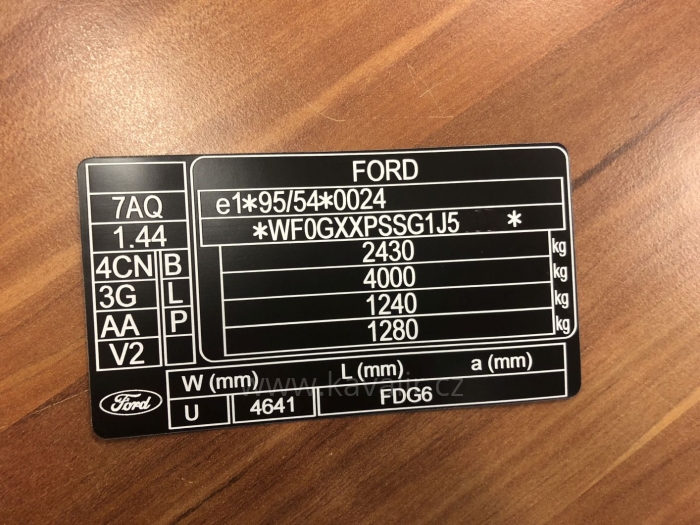 FORD
7AQ
e1*95/54*0024
1.44
*WF0GXXPSSG1J5 *
4CN B
2430 kg
3G L
4000 kg
AA P
1240 kg
V2
1280 kg
W (mm) L (mm) a (mm)
Ford
U 4641 FDG6
www.kavalir.cz